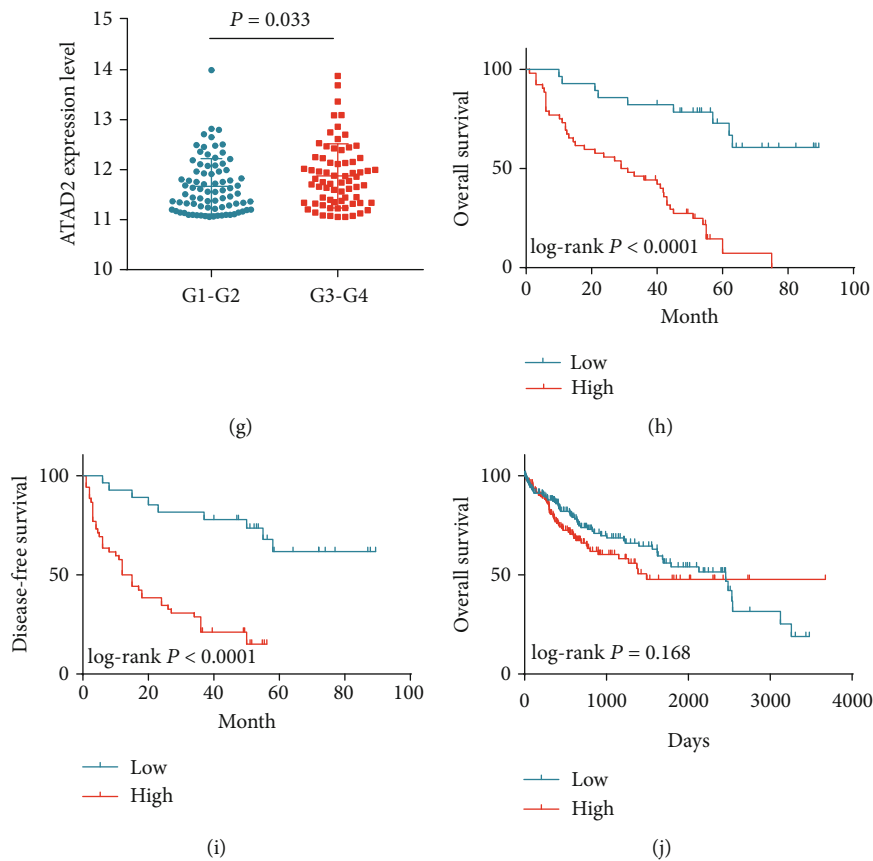 P = 0.033
ATAD2 expression level
15
14
13
12
11
10
G1-G2
G3-G4
(g)
Overall survival
100
50
0
log-rank P < 0.0001
0 20 40 60 80 100
Month
Low
High
(h)
Disease-free survival
100
50
0
log-rank P < 0.0001
0 20 40 60 80 100
Month
Low
High
(i)
Overall survival
100
50
0
log-rank P = 0.168
0 1000 2000 3000 4000
Days
Low
High
(j)